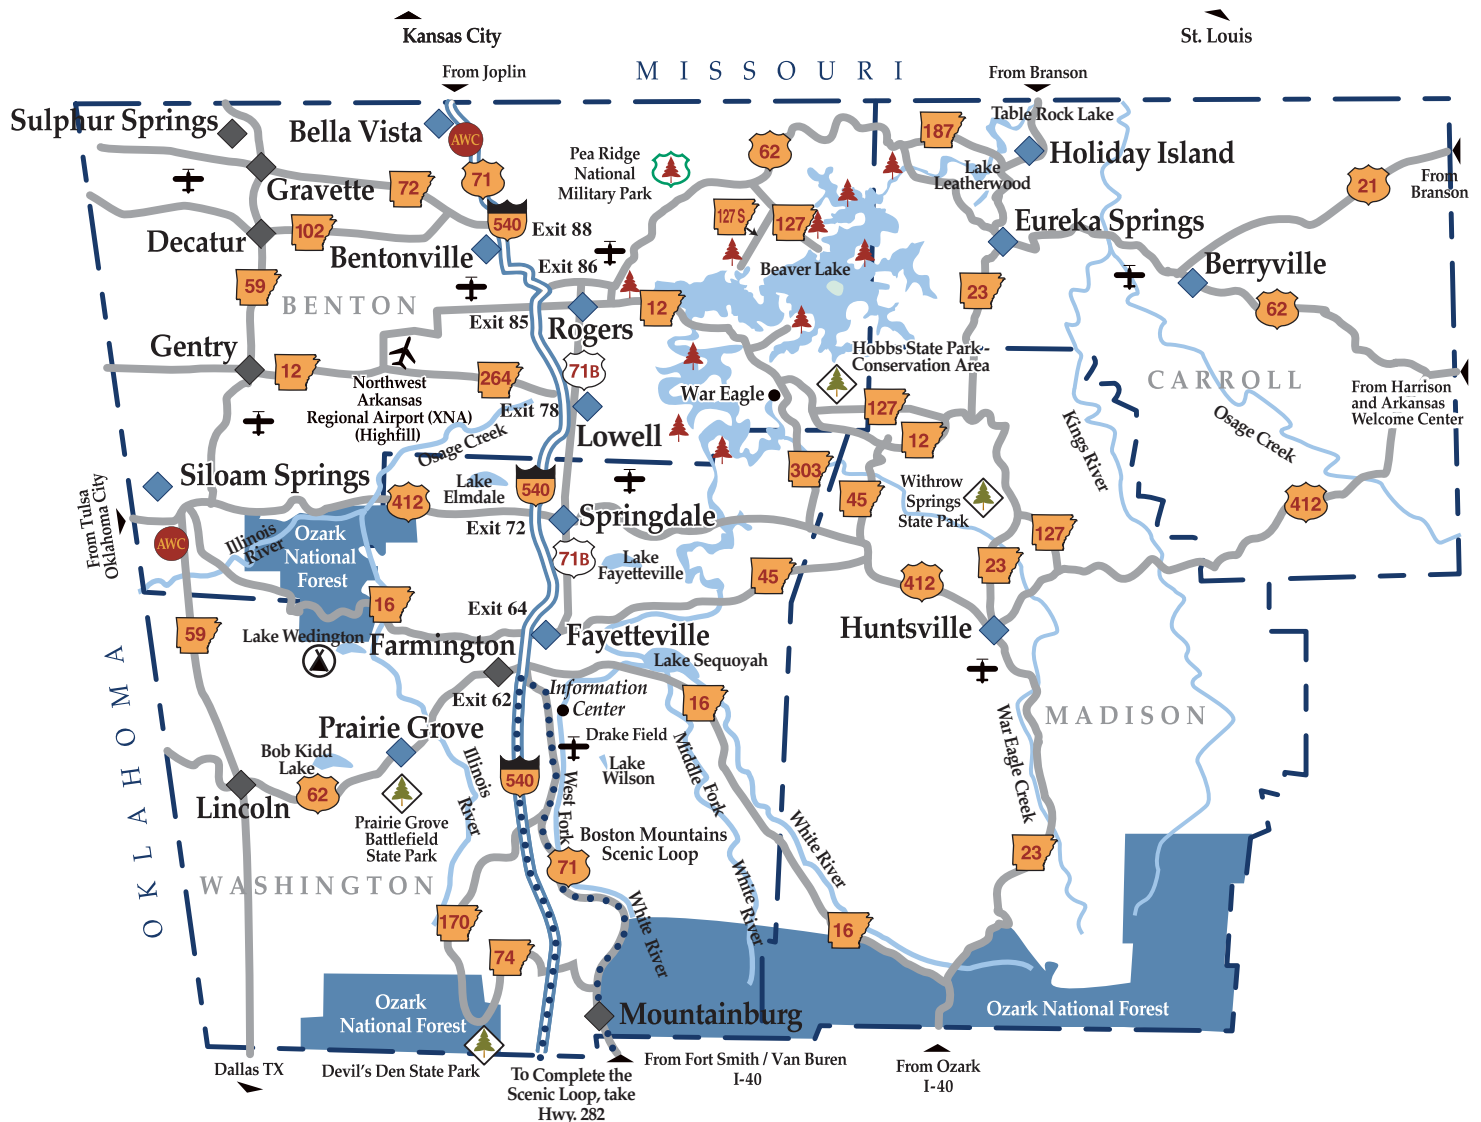 Kansas City
St. Louis
From Joplin
MISSOURI
From Branson
Sulphur Springs
Bella Vista
AWC
71
62
187
Table Rock Lake
Holiday Island
Pea Ridge
National
Military Park
Lake
Leatherwood
From
Branson
21
Gravette
72
127 S
127
540
Exit 88
Eureka Springs
Decatur
102
Bentonville
Exit 86
Beaver Lake
Berryville
59
BENTON
12
23
62
Exit 85
Rogers
Gentry
12
264
71B
Hobbs State Park-
Conservation Area
CARROLL
Northwest
Arkansas
Regional Airport (XNA)
(Highfill)
Exit 78
War Eagle
127
From Harrison
and Arkansas
Welcome Center
Lowell
Osage Creek
Kings River
Osage Creek
12
Siloam Springs
303
From Tulsa
Oklahoma City
412
Lake
Elmdale
540
45
Withrow
Springs
State Park
412
Exit 72
Springdale
127
AWC
Illinois
River
Ozark
National
Forest
71B
Lake
Fayetteville
45
412
23
16
Exit 64
59
Lake Wedington
Farmington
Fayetteville
Huntsville
Lake Sequoyah
OKLAHOMA
Exit 62
Information
Center
16
MADISON
War Eagle Creek
Prairie Grove
Drake Field
Bob Kidd
Lake
Illinois
River
540
Lake
Wilson
Middle Fork
West Fork
Lincoln
62
Prairie Grove
Battlefield
State Park
Boston Mountains
Scenic Loop
White River
23
71
WASHINGTON
White River
White River
170
16
74
Ozark
National Forest
Mountainburg
Ozark National Forest
Dallas TX
Devil's Den State Park
To Complete the
Scenic Loop, take
Hwy. 282
From Fort Smith / Van Buren
I-40
From Ozark
I-40